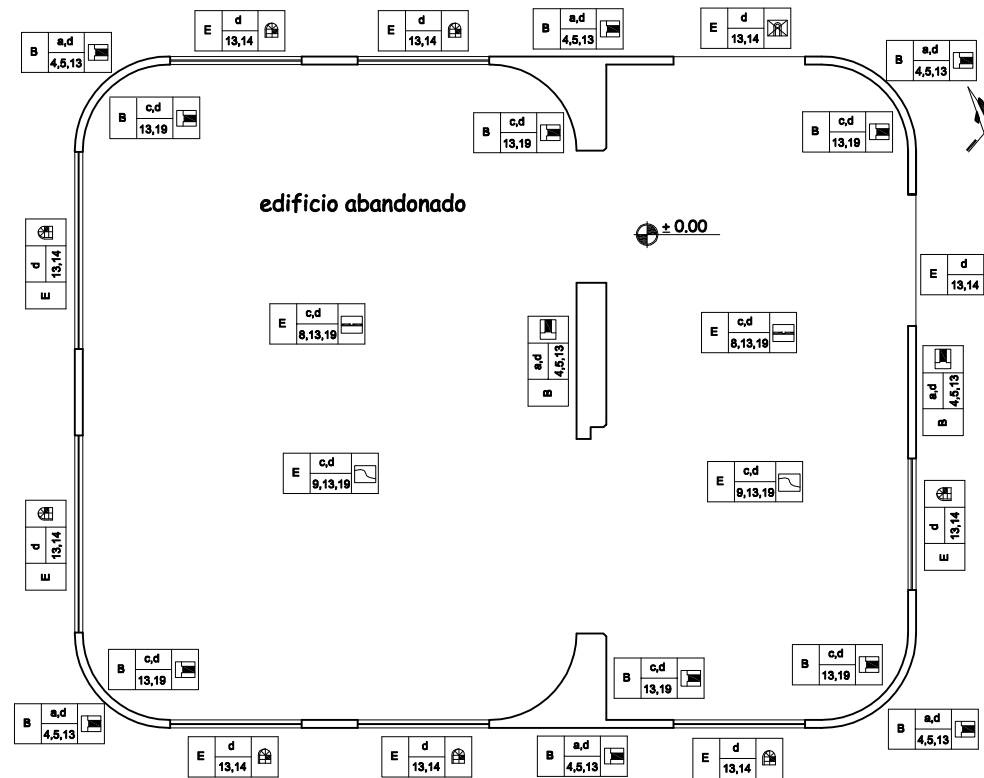 E d 13,14
E d 13,14
B a,d 4,5,13
E d 13,14
B a,d 4,5,13
B a,d 4,5,13
B c,d 13,19
B c,d 13,19
B c,d 13,19
edificio abandonado
± 0.00
E d 13,14
E d 13,14
E c,d 8,13,19
B a,d 4,5,13
E c,d 8,13,19
B a,d 4,5,13
E c,d 9,13,19
E c,d 9,13,19
E d 13,14
E d 13,14
B c,d 13,19
B c,d 13,19
B c,d 13,19
B a,d 4,5,13
B a,d 4,5,13
E d 13,14
E d 13,14
B a,d 4,5,13
E d 13,14